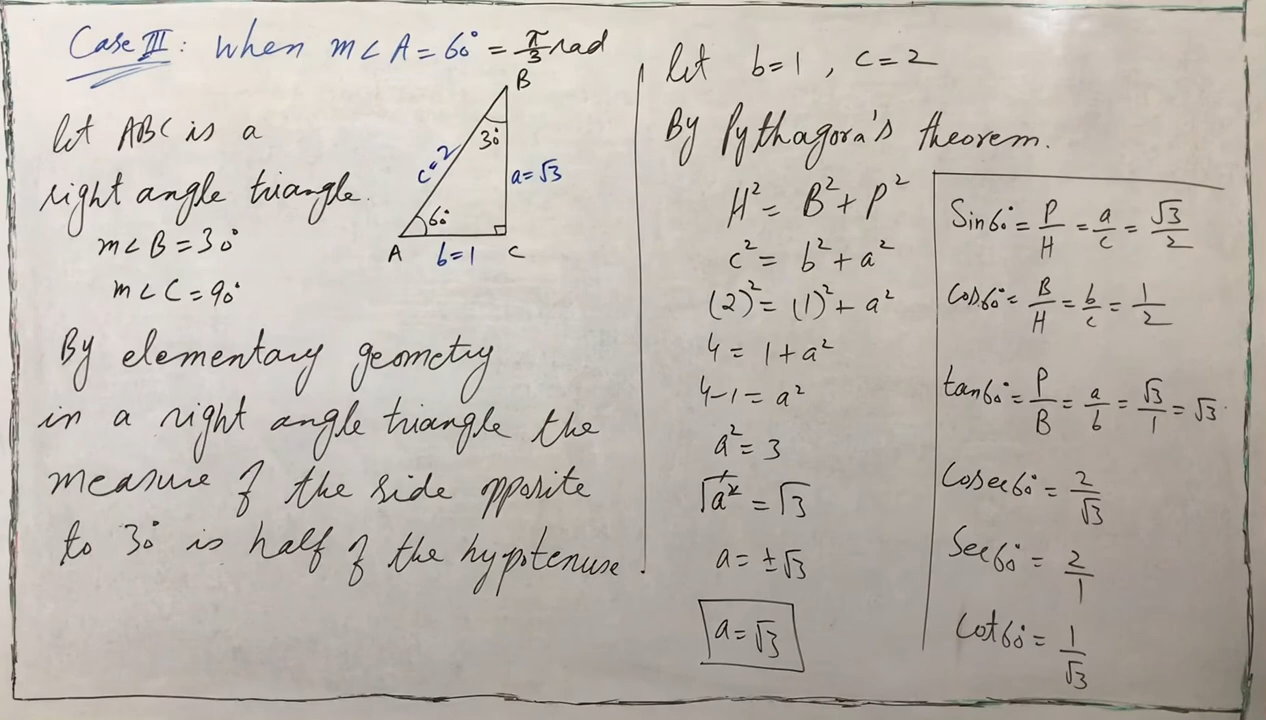 Case III: When m∠A = 60° = π/3 rad
let ABC is a
right angle triangle.
m∠B = 30°
m∠C = 90°
B
30°
c=2
a=√3
60°
A
b=1
C
By elementary geometry
in a right angle triangle the
measure of the side opposite
to 30° is half of the hypotenuse.
let b=1, c=2
By Pythagora's theorem.
H² = B² + P²
c² = b² + a²
(2)² = (1)² + a²
4 = 1 + a²
4-1 = a²
a² = 3
√a² = √3
a = ±√3
a = √3
Sin60° = P/H = a/c = √3/2
Cos60° = B/H = b/c = 1/2
tan60° = P/B = a/b = √3/1 = √3
Cosec60° = 2/√3
Sec60° = 2/1
Cot60° = 1/√3